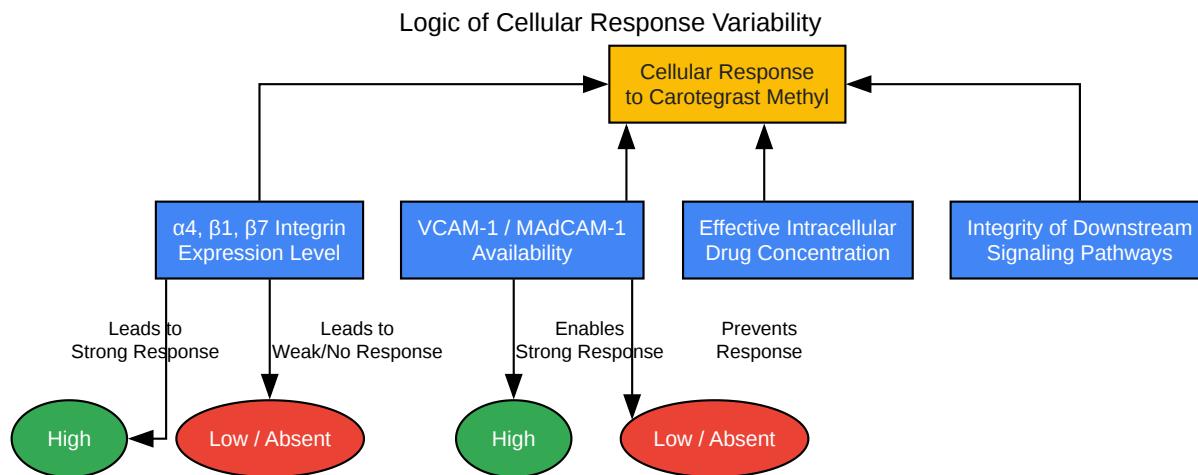 Logic of Cellular Response Variability
Cellular Response
to Carotegrast Methyl
α4, β1, β7 Integrin
Expression Level
VCAM-1 / MAdCAM-1
Availability
Effective Intracellular
Drug Concentration
Integrity of Downstream
Signaling Pathways
Leads to
Strong Response
Leads to
Weak/No Response
Enables
Strong Response
Prevents
Response
High
Low / Absent
High
Low / Absent